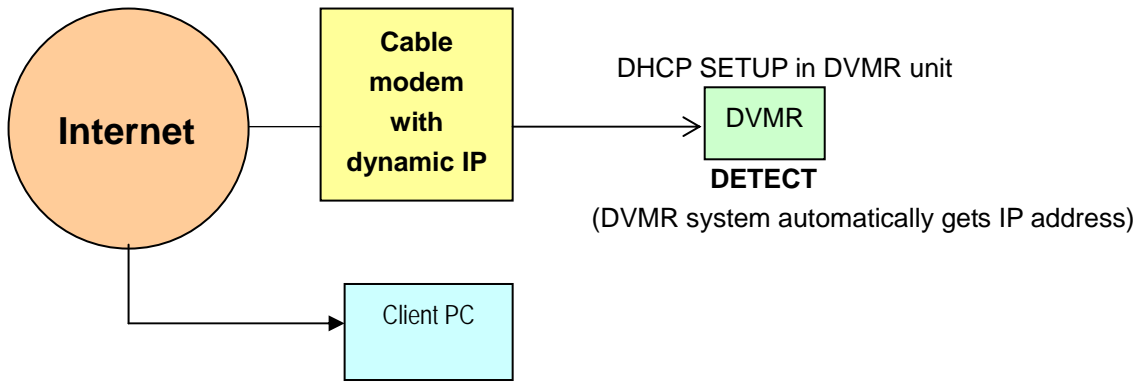 Internet
Cable
modem
with
dynamic IP
DHCP SETUP in DVMR unit
DVMR
DETECT
(DVMR system automatically gets IP address)
Client PC